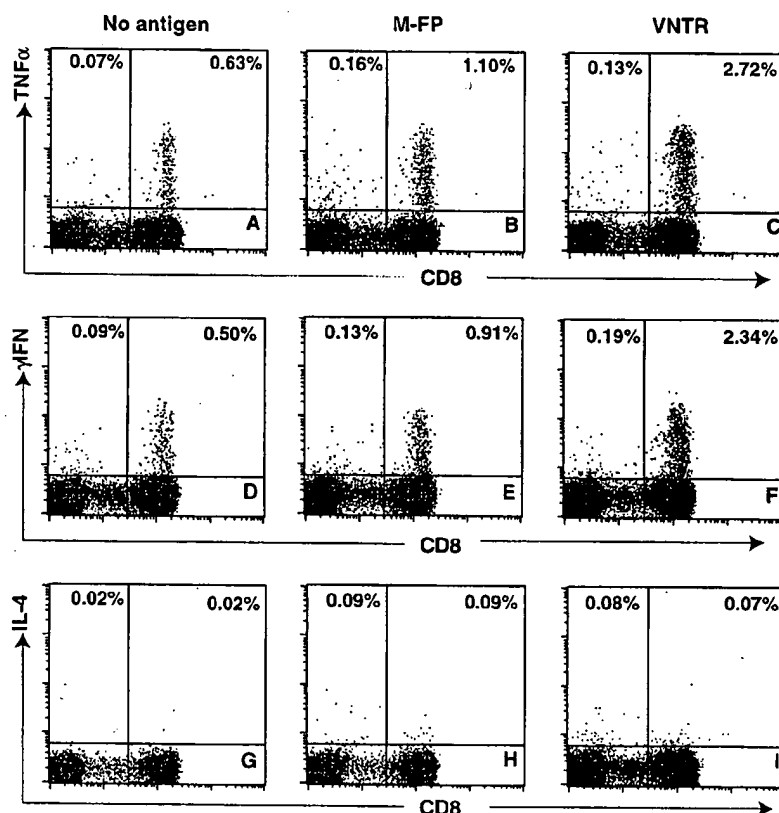 No antigen M-FP VNTR
TNFα
0.07% 0.63% 0.16% 1.10% 0.13% 2.72%
A B C
CD8
γIFN
0.09% 0.50% 0.13% 0.91% 0.19% 2.34%
D E F
CD8
IL-4
0.02% 0.02% 0.09% 0.09% 0.08% 0.07%
G H I
CD8